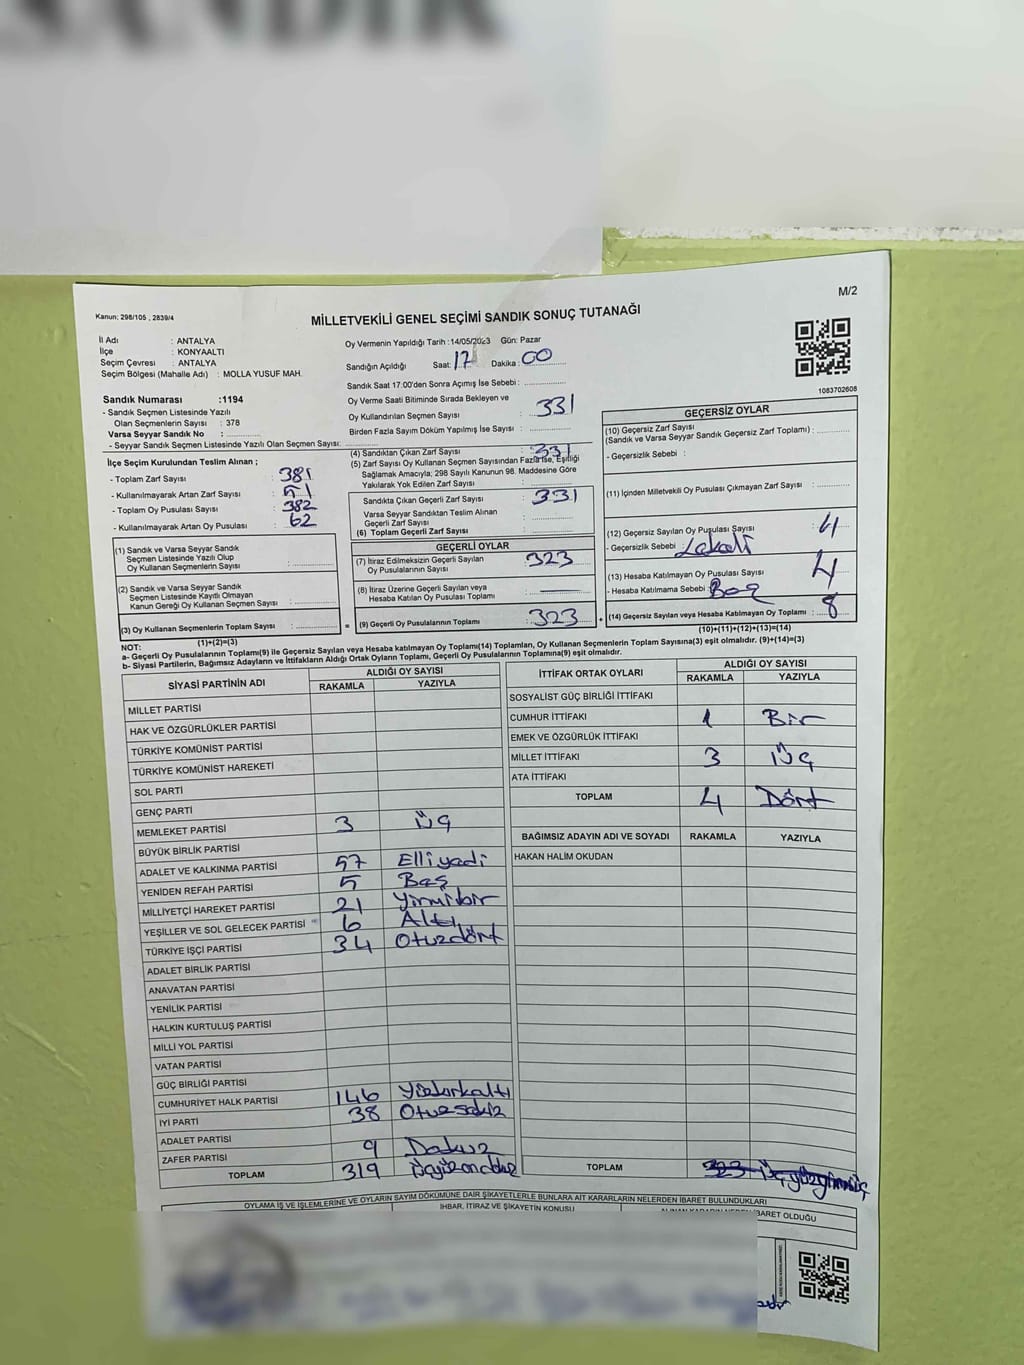 SANDIK
M/2
Kanun; 298/105 , 2839/4
MİLLETVEKİLİ GENEL SEÇİMİ SANDIK SONUÇ TUTANAĞI
İl Adı : ANTALYA
İlçe : KONYAALTI
Seçim Çevresi : ANTALYA
Seçim Bölgesi (Mahalle Adı) : MOLLA YUSUF MAH.
Oy Vermenin Yapıldığı Tarih :14/05/2023 Gün: Pazar
Sandığın Açıldığı Saat: 17 Dakika: 00
Sandık Saat 17:00'den Sonra Açımış İse Sebebi :
Oy Verme Saati Bitiminde Sırada Bekleyen ve
Oy Kullandırılan Seçmen Sayısı : 331
Birden Fazla Sayım Döküm Yapılmış İse Sayısı :
1083702608
Sandık Numarası :1194
- Sandık Seçmen Listesinde Yazılı
Olan Seçmenlerin Sayısı : 378
Varsa Seyyar Sandık No :
- Seyyar Sandık Seçmen Listesinde Yazılı Olan Seçmen Sayısı:
İlçe Seçim Kurulundan Teslim Alınan ;
- Toplam Zarf Sayısı : 381
- Kullanılmayarak Artan Zarf Sayısı : 51
- Toplam Oy Pusulası Sayısı : 382
- Kullanılmayarak Artan Oy Pusulası : 62
(4) Sandıktan Çıkan Zarf Sayısı : 331
(5) Zarf Sayısı Oy Kullanan Seçmen Sayısından Fazla İse, Eşitliği
Sağlamak Amacıyla; 298 Sayılı Kanunun 98. Maddesine Göre
Yakılarak Yok Edilen Zarf Sayısı :
Sandıkta Çıkan Geçerli Zarf Sayısı : 331
Varsa Seyyar Sandıktan Teslim Alınan
Geçerli Zarf Sayısı :
(6) Toplam Geçerli Zarf Sayısı :
GEÇERSİZ OYLAR
(10) Geçersiz Zarf Sayısı
(Sandık ve Varsa Seyyar Sandık Geçersiz Zarf Toplamı) :
- Geçersizlik Sebebi :
(11) İçinden Milletvekili Oy Pusulası Çıkmayan Zarf Sayısı :
(12) Geçersiz Sayılan Oy Pusulası Sayısı : 4
- Geçersizlik Sebebi : Lekeli
(13) Hesaba Katılmayan Oy Pusulası Sayısı : 4
- Hesaba Katılmama Sebebi : Boş
(14) Geçersiz Sayılan veya Hesaba Katılmayan Oy Toplamı : 8
(10)+(11)+(12)+(13)=(14)
(1) Sandık ve Varsa Seyyar Sandık
Seçmen Listesinde Yazılı Olup
Oy Kullanan Seçmenlerin Sayısı :
(2) Sandık ve Varsa Seyyar Sandık
Seçmen Listesinde Kayıtlı Olmayan
Kanun Gereği Oy Kullanan Seçmen Sayısı :
(3) Oy Kullanan Seçmenlerin Toplam Sayısı :
(1)+(2)=(3)
GEÇERLİ OYLAR
(7) İtiraz Edilmeksizin Geçerli Sayılan
Oy Pusulalarının Sayısı : 323
(8) İtiraz Üzerine Geçerli Sayılan veya
Hesaba Katılan Oy Pusulası Toplamı :
= (9) Geçerli Oy Pusulalarının Toplamı : 323 +
NOT:
a- Geçerli Oy Pusulalarının Toplamı(9) ile Geçersiz Sayılan veya Hesaba katılmayan Oy Toplamı(14) Toplamları, Oy Kullanan Seçmenlerin Toplam Sayısına(3) eşit olmalıdır. (9)+(14)=(3)
b- Siyasi Partilerin, Bağımsız Adayların ve İttifakların Aldığı Ortak Oyların Toplamı, Geçerli Oy Pusulalarının Toplamına(9) eşit olmalıdır.
SİYASİ PARTİNİN ADI ALDIĞI OY SAYISI
RAKAMLA YAZIYLA
MİLLET PARTİSİ
HAK VE ÖZGÜRLÜKLER PARTİSİ
TÜRKİYE KOMÜNİST PARTİSİ
TÜRKİYE KOMÜNİST HAREKETİ
SOL PARTİ
GENÇ PARTİ
MEMLEKET PARTİSİ 3 Üç
BÜYÜK BİRLİK PARTİSİ
ADALET VE KALKINMA PARTİSİ 57 Elliyedi
YENİDEN REFAH PARTİSİ 5 Beş
MİLLİYETÇİ HAREKET PARTİSİ 21 Yirmibir
YEŞİLLER VE SOL GELECEK PARTİSİ 6 Altı
TÜRKİYE İŞÇİ PARTİSİ 34 Otuzdört
ADALET BİRLİK PARTİSİ
ANAVATAN PARTİSİ
YENİLİK PARTİSİ
HALKIN KURTULUŞ PARTİSİ
MİLLİ YOL PARTİSİ
VATAN PARTİSİ
GÜÇ BİRLİĞİ PARTİSİ
CUMHURİYET HALK PARTİSİ 146 Yüzkırkaltı
İYİ PARTİ 38 Otuzsekiz
ADALET PARTİSİ
ZAFER PARTİSİ 9 Dokuz
TOPLAM 319 Üçyüzondokuz
İTTİFAK ORTAK OYLARI ALDIĞI OY SAYISI
RAKAMLA YAZIYLA
SOSYALIST GÜÇ BİRLİĞİ İTTİFAKI
CUMHUR İTTİFAKI 1 Bir
EMEK VE ÖZGÜRLÜK İTTİFAKI
MİLLET İTTİFAKI 3 Üç
ATA İTTİFAKI
TOPLAM 4 Dört
BAĞIMSIZ ADAYIN ADI VE SOYADI RAKAMLA YAZIYLA
HAKAN HALIM OKUDAN
TOPLAM 323 Üçyüzyirmiüç
OYLAMA İŞ VE İŞLEMLERİNE VE OYLARIN SAYIM DÖKÜMÜNE DAİR ŞİKAYETLERLE BUNLARA AİT KARARLARIN NELERDEN İBARET BULUNDUKLARI
İHBAR, İTİRAZ VE ŞİKAYETİN KONUSU
İBARET OLDUĞU